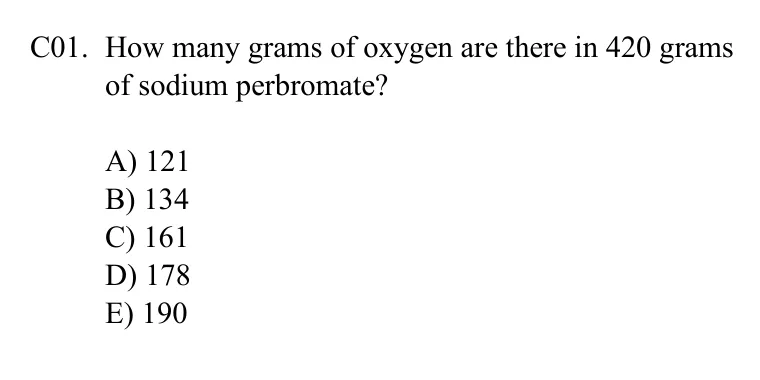 C01. How many grams of oxygen are there in 420 grams
of sodium perbromate?
A) 121
B) 134
C) 161
D) 178
E) 190